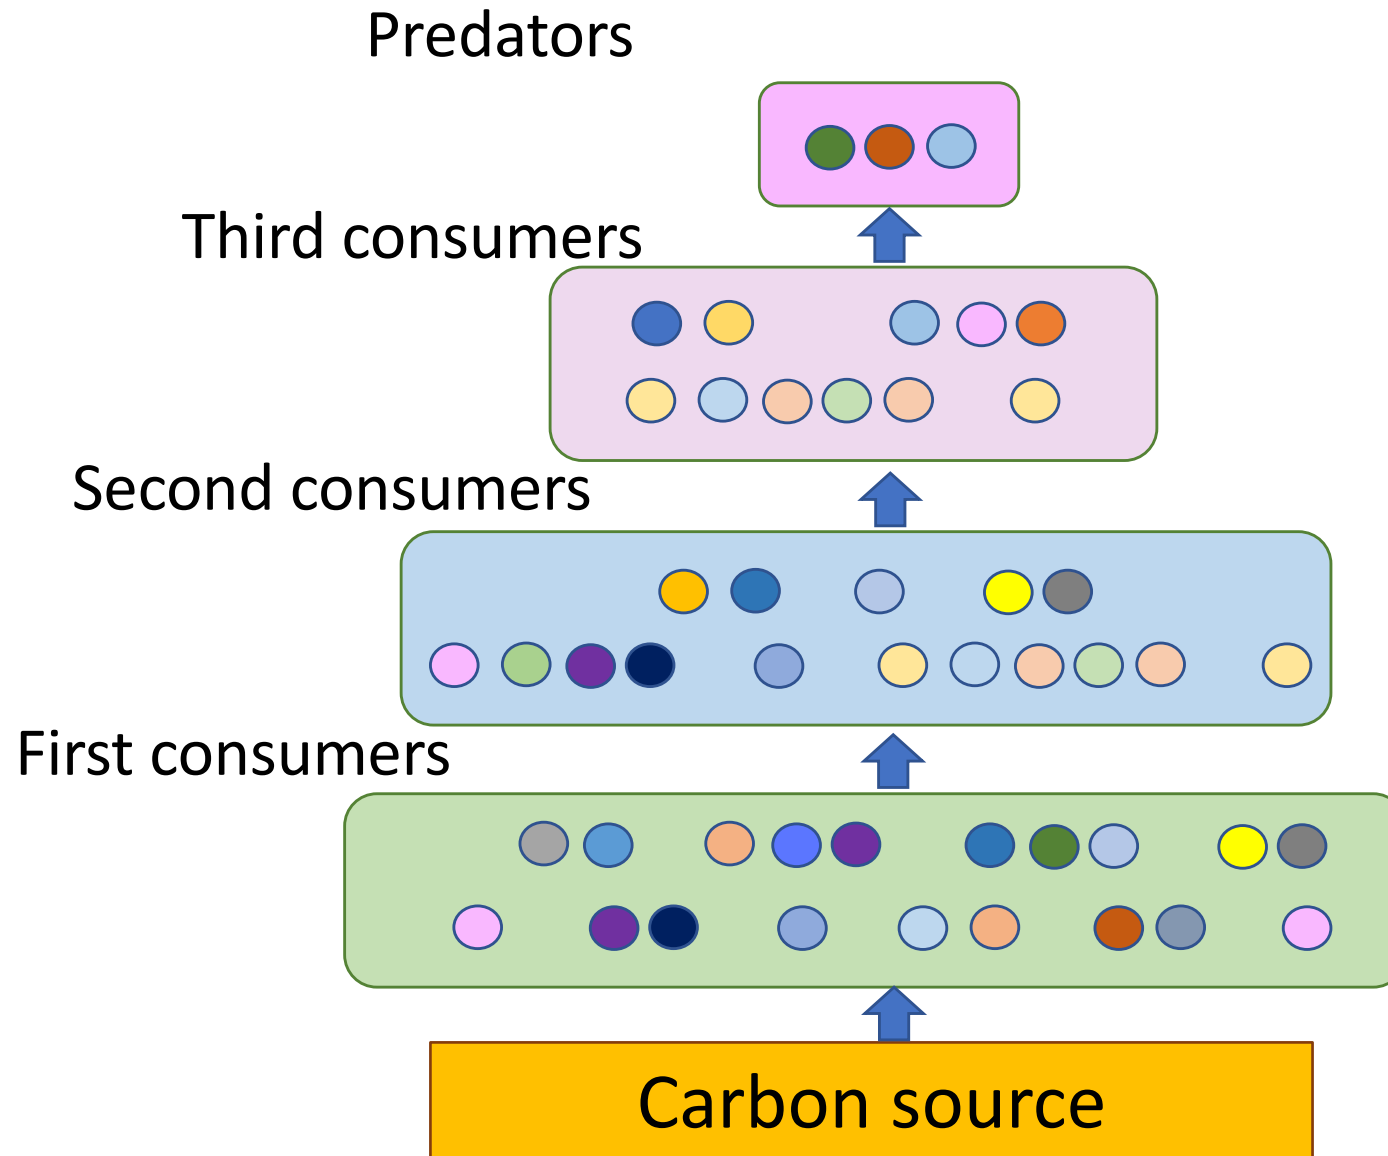 Predators
Third consumers
Second consumers
First consumers
Carbon source